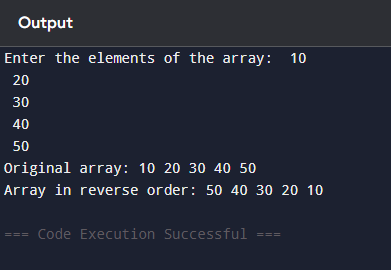 Output
Enter the elements of the array:  10
20
30
40
50
Original array: 10 20 30 40 50
Array in reverse order: 50 40 30 20 10
=== Code Execution Successful ===